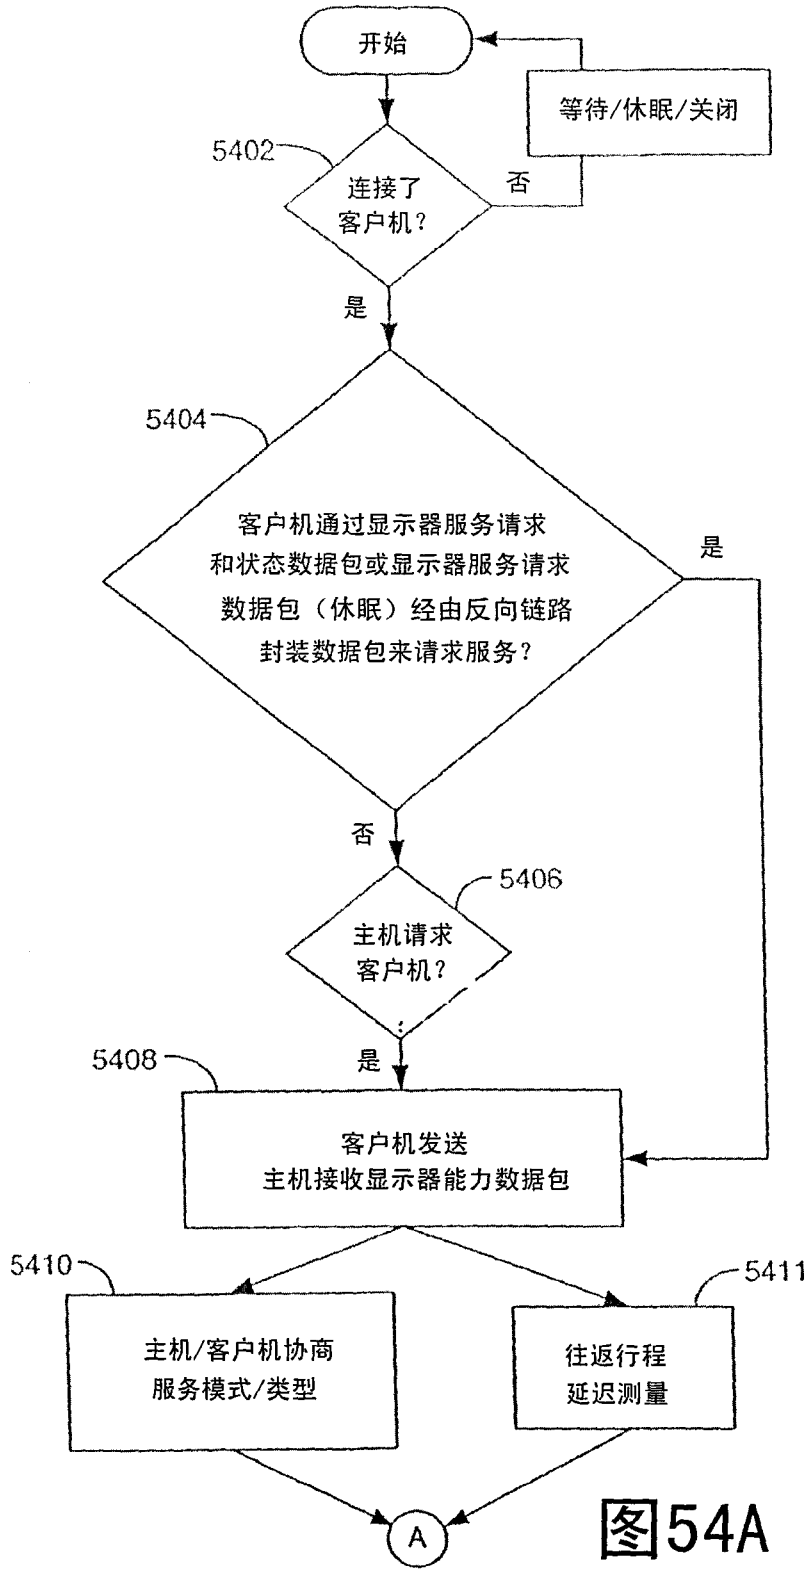 开始
等待/休眠/关闭
5402
连接了
客户机?
否
是
5404
客户机通过显示器服务请求
和状态数据包或显示器服务请求
数据包（休眠）经由反向链路
封装数据包来请求服务?
是
否
5406
主机请求
客户机?
是
5408
客户机发送
主机接收显示器能力数据包
5410
主机/客户机协商
服务模式/类型
5411
往返行程
延迟测量
A
图54A